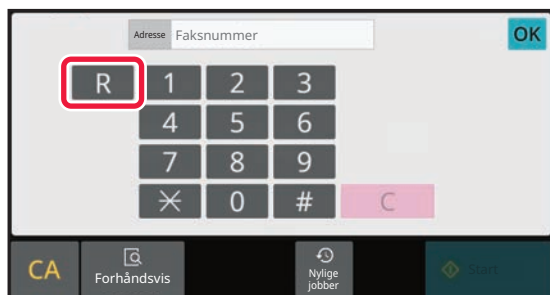 Adresse Faksnummer OK
R 1 2 3
4 5 6
7 8 9
* 0 # C
CA Forhåndsvis Nylige Start
jobber